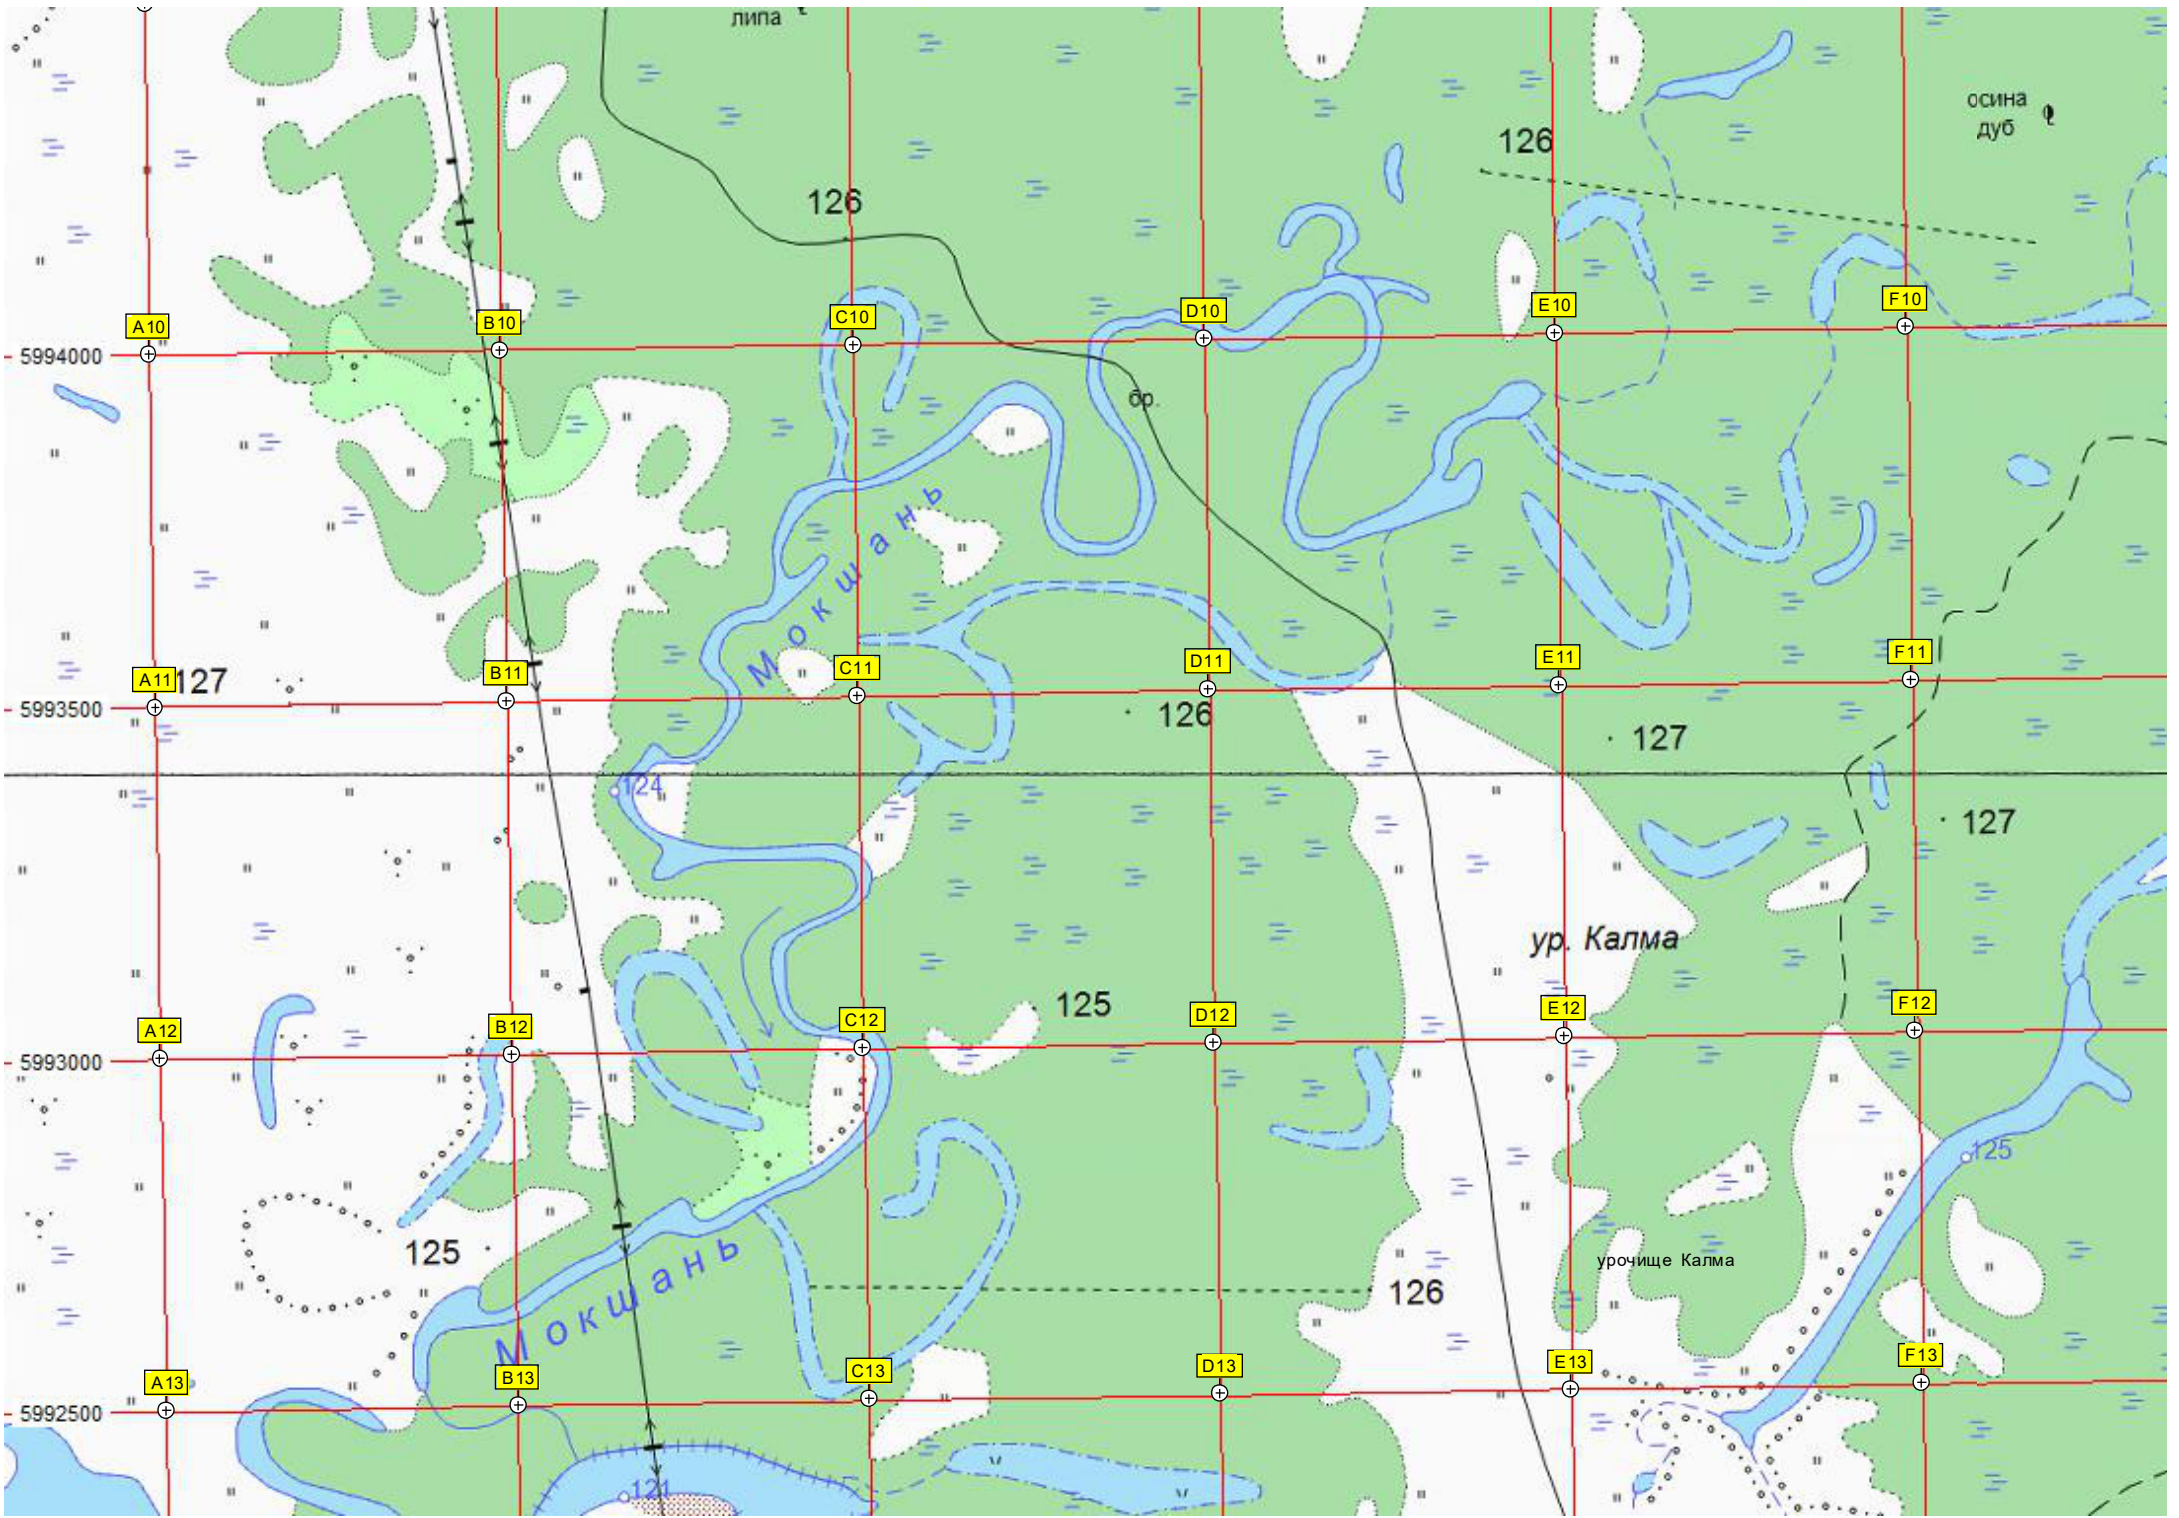 липа
осина
дуб
126
126
C10
D10
E10
F10
A10
B10
5994000
бр.
Мокшань
A11
127
B11
C11
D11
E11
F11
5993500
126
127
124
127
ур. Калма
125
A12
B12
C12
D12
E12
F12
5993000
125
125
урочище Калма
Мокшань
126
A13
B13
C13
D13
E13
F13
5992500
121